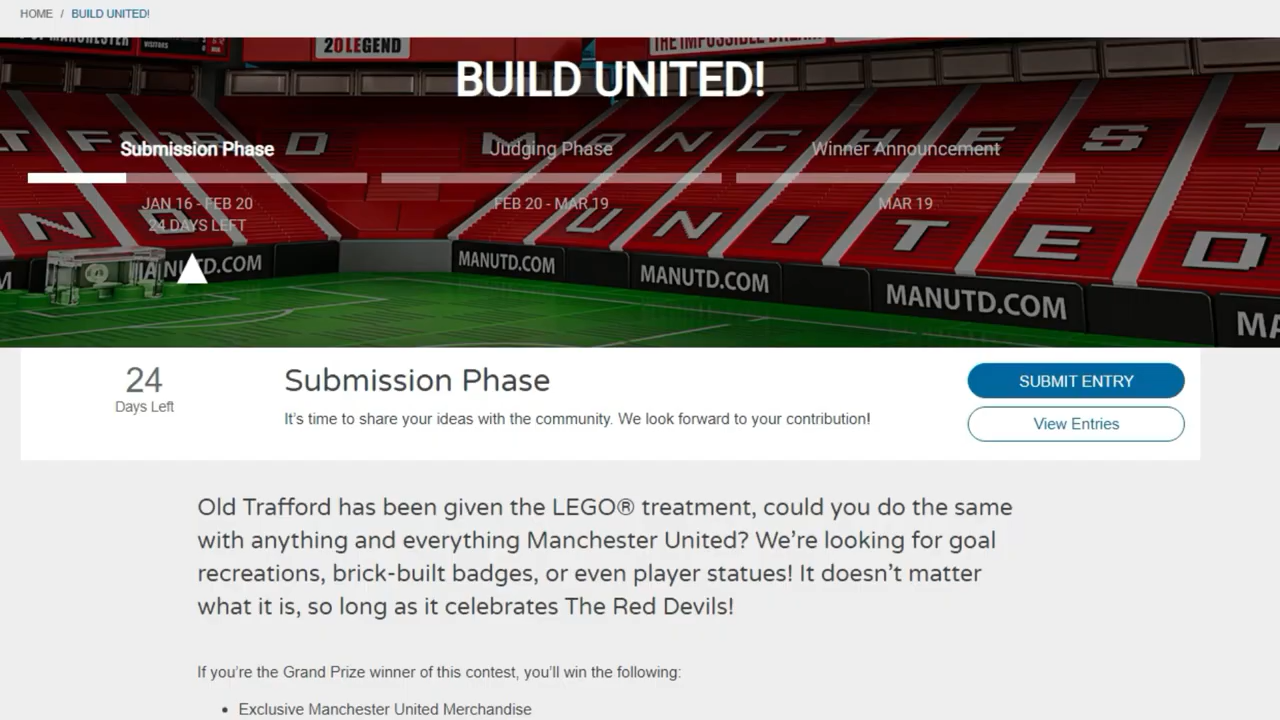 HOME / BUILD UNITED!
VISITORS
20LEGEND
THE IMPOSSIBLE DREAM
BUILD UNITED!
Submission Phase
Judging Phase
Winner Announcement
JAN 16 - FEB 20
FEB 20 - MAR 19
MAR 19
24 DAYS LEFT
MANUTD.COM
MANUTD.COM
MANUTD.COM
24
Days Left
Submission Phase
It's time to share your ideas with the community. We look forward to your contribution!
SUBMIT ENTRY
View Entries
Old Trafford has been given the LEGO® treatment, could you do the same
with anything and everything Manchester United? We're looking for goal
recreations, brick-built badges, or even player statues! It doesn't matter
what it is, so long as it celebrates The Red Devils!
If you're the Grand Prize winner of this contest, you'll win the following:
• Exclusive Manchester United Merchandise